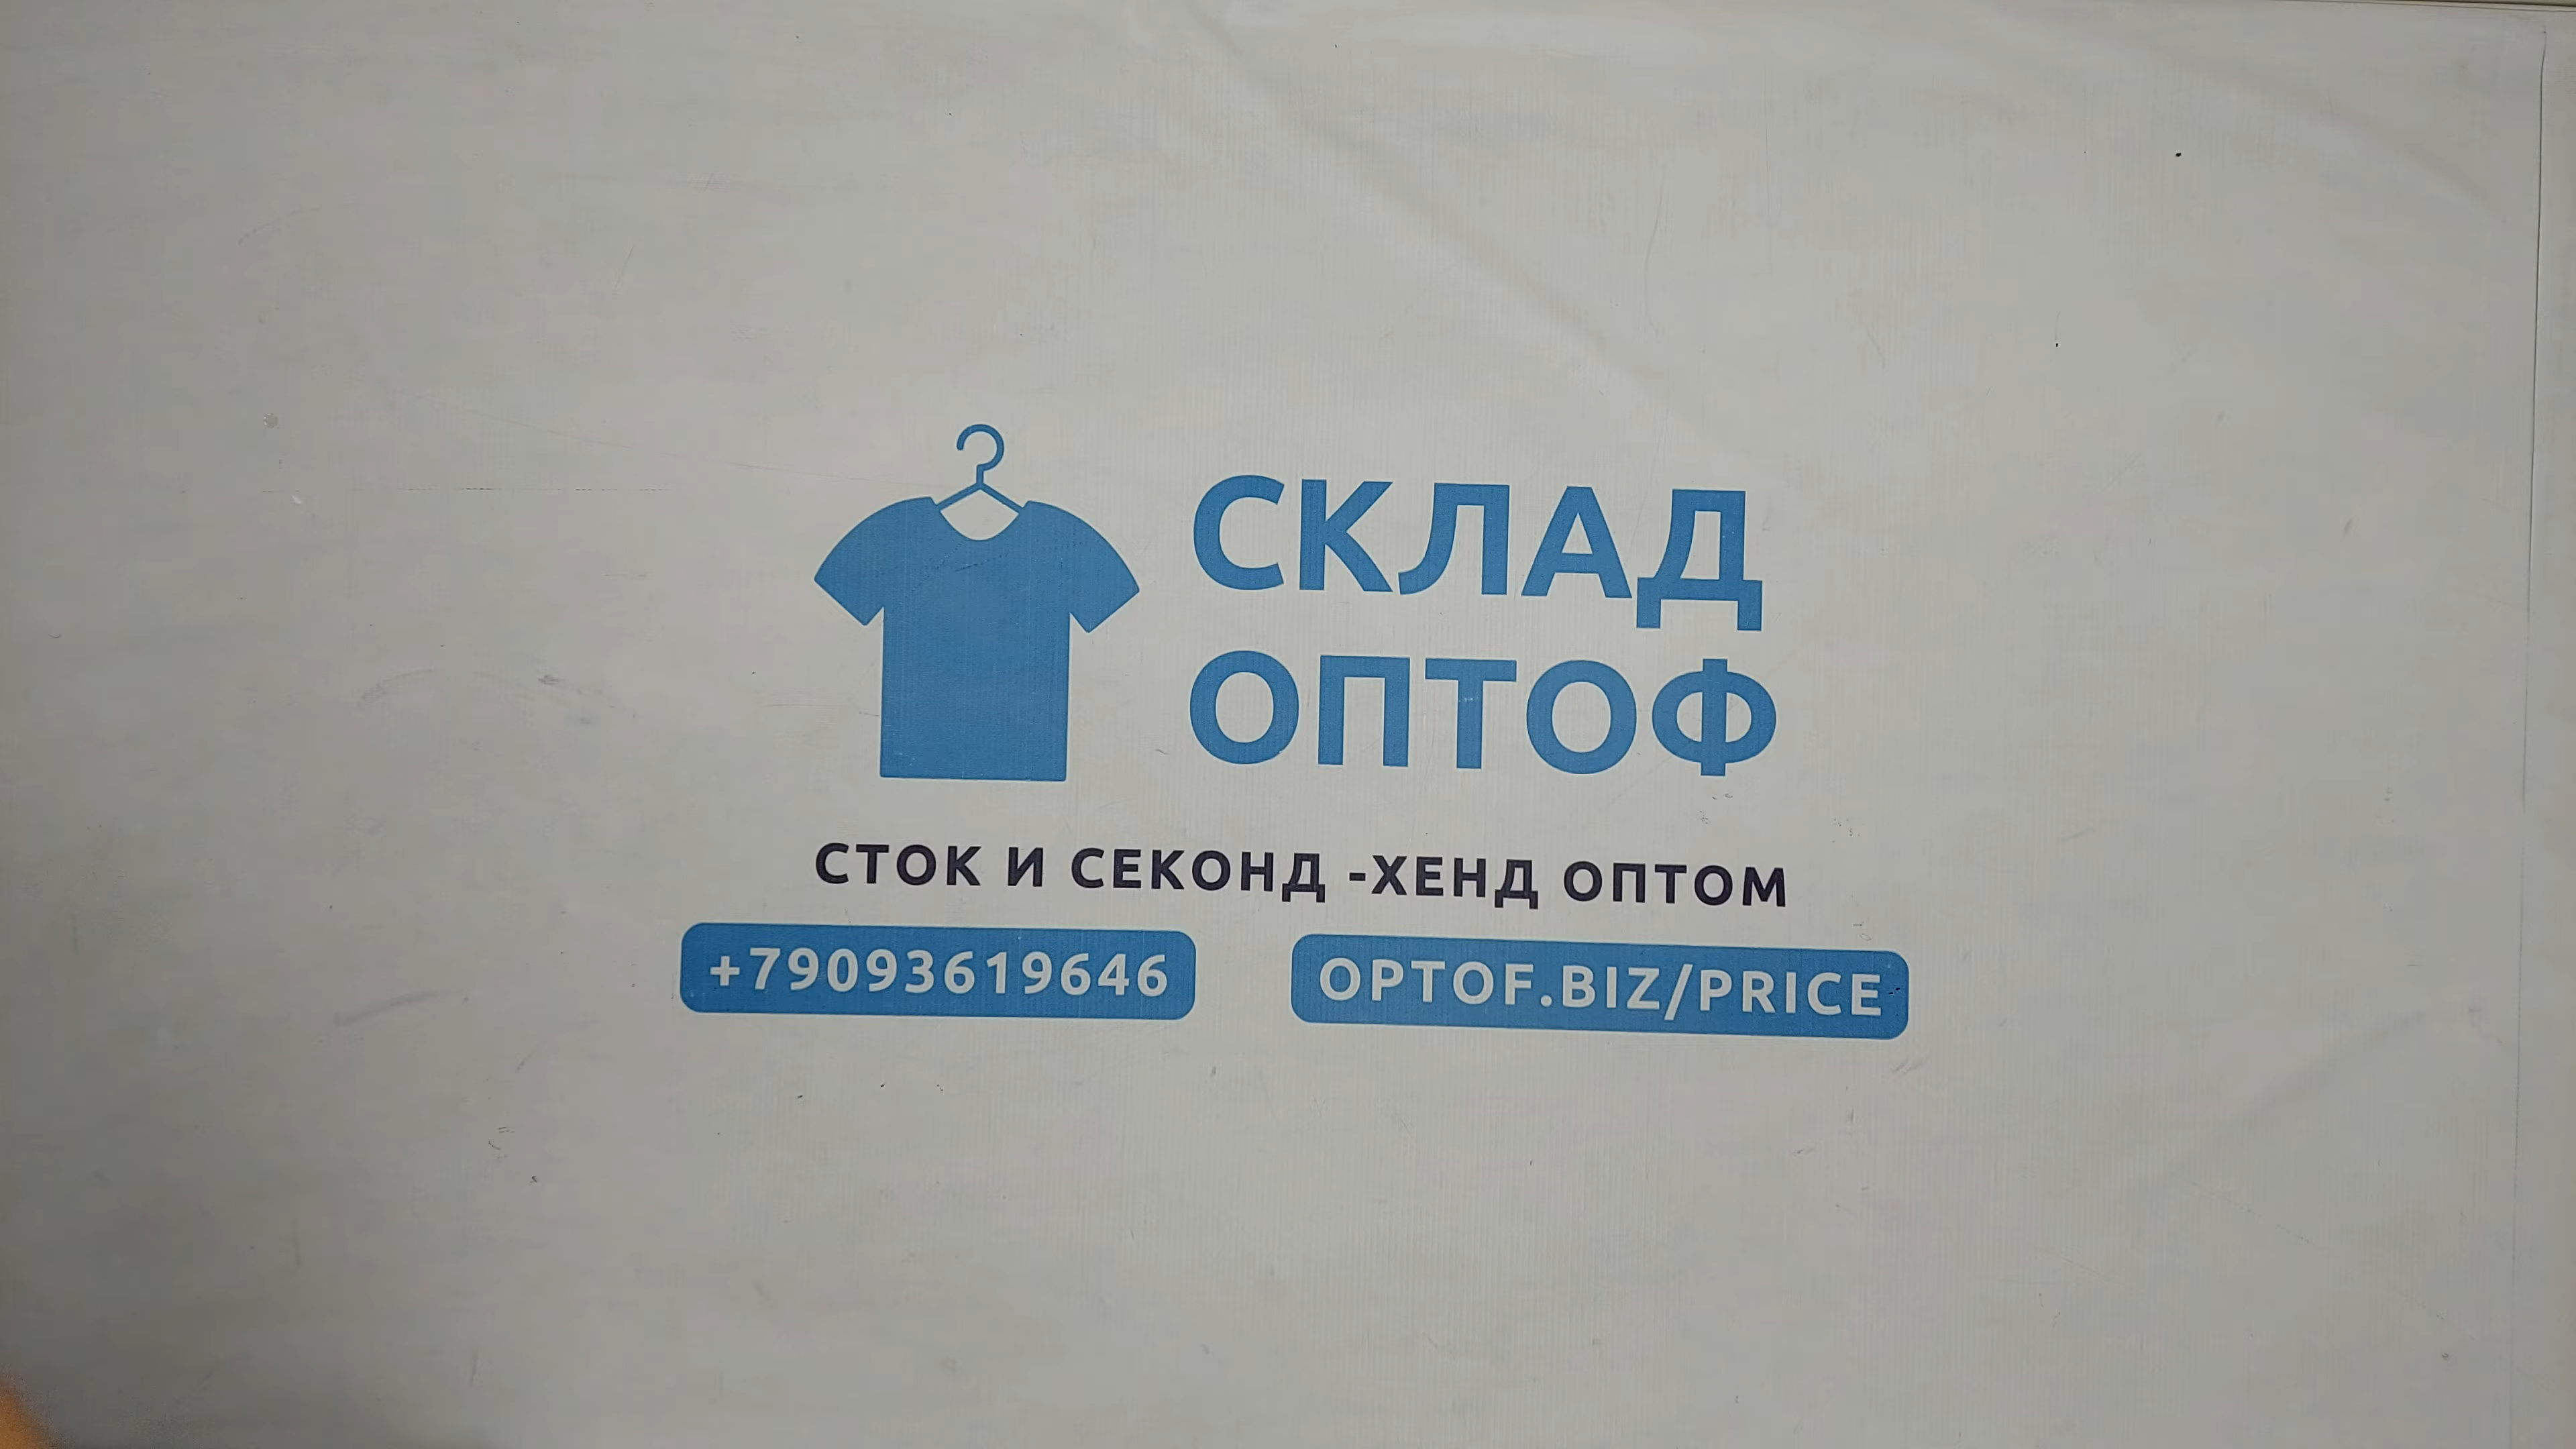 СКЛАД
ОПТОФ
СТОК И СЕКОНД -ХЕНД ОПТОМ
+79093619646
OPTOF.BIZ/PRICE